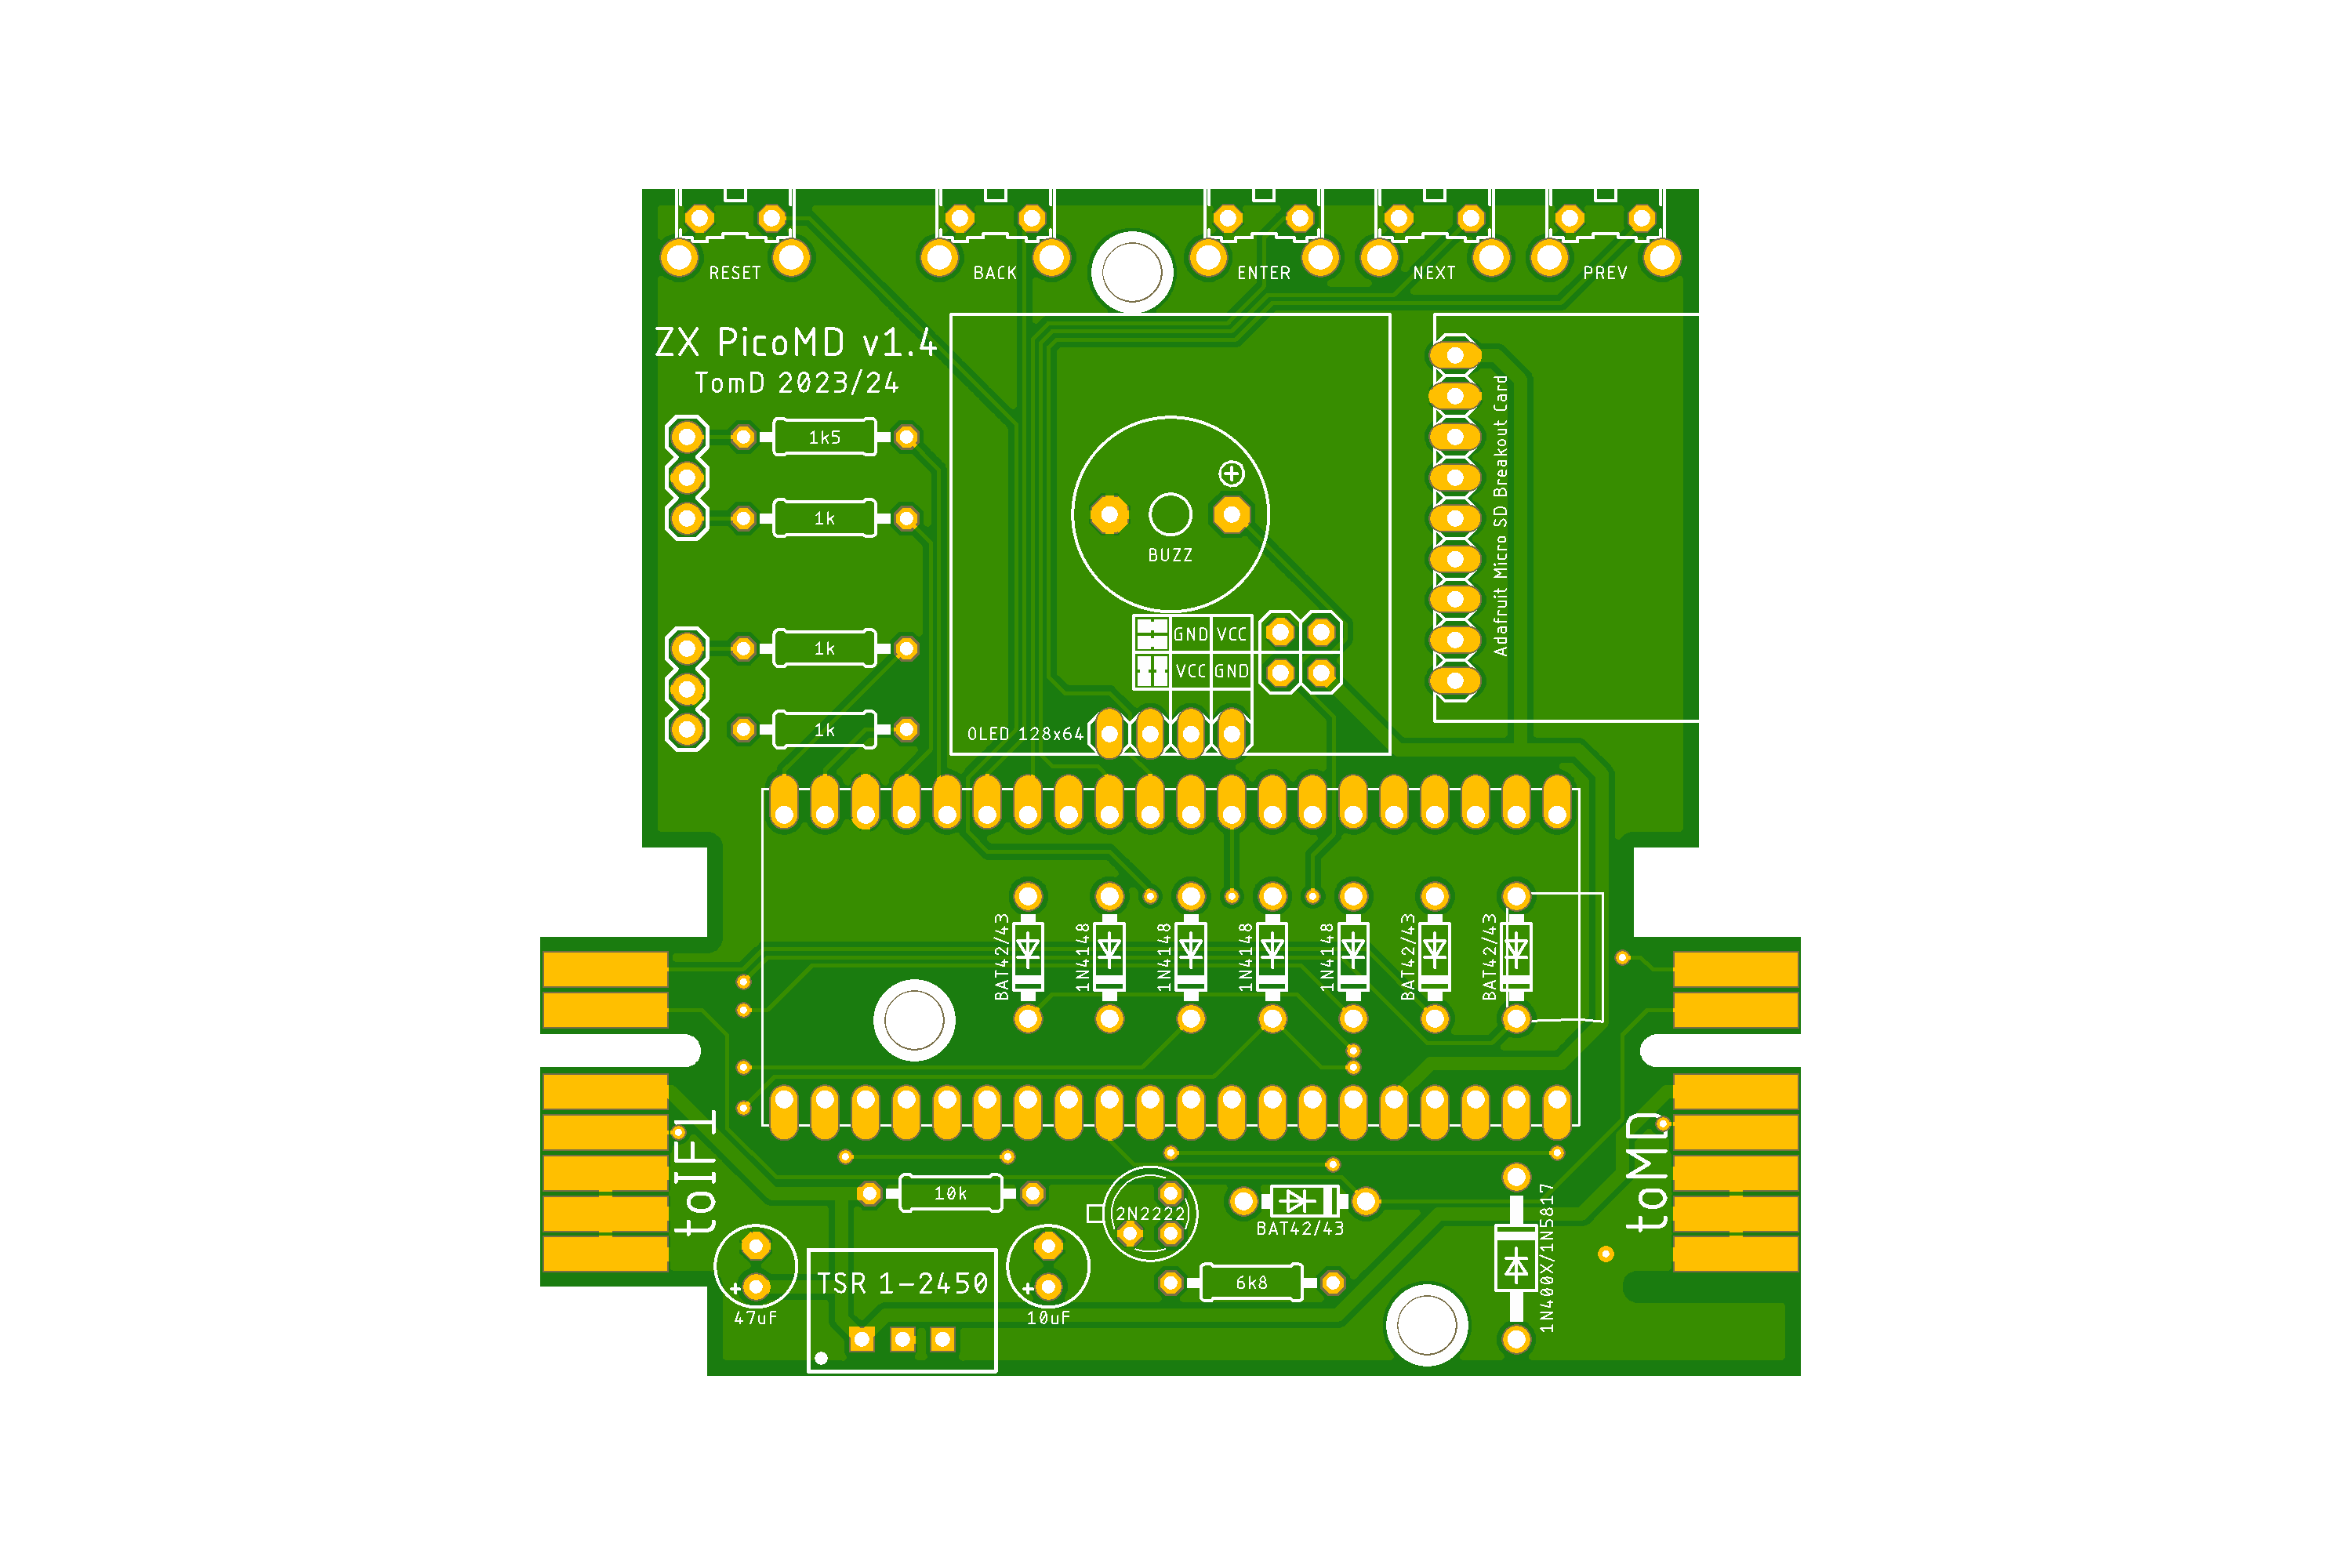 RESET
BACK
ENTER
NEXT
PREV
ZX PicoMD v1.4
TomD 2023/24
1k5
1k
1k
1k
BUZZ
GND VCC
VCC GND
OLED 128x64
Adafruit Micro SD Breakout Card
BAT42/43
1N4148
1N4148
1N4148
1N4148
BAT42/43
BAT42/43
toIF1
toMD
10k
2N2222
BAT42/43
1N400X/1N5817
TSR 1-2450
6k8
+
47uF
+
10uF